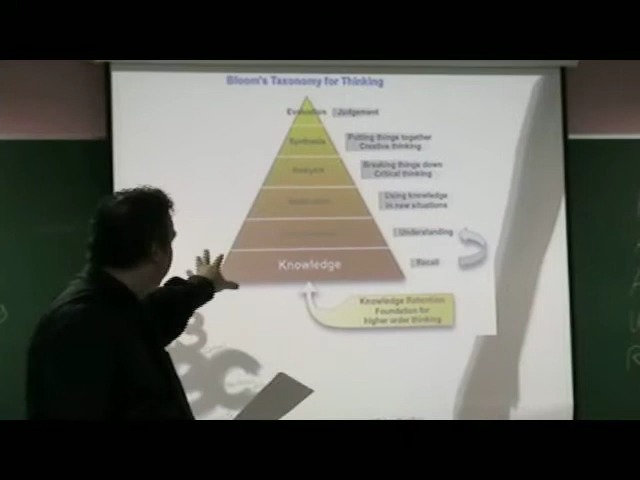 Bloom's Taxonomy for Thinking
Evaluation Judgement
Synthesis
Putting things together
Creative thinking
Analysis
Breaking things down
Critical thinking
Using knowledge
in new situations
Understanding
Knowledge Recall
Knowledge Retention
Foundation for
higher order thinking